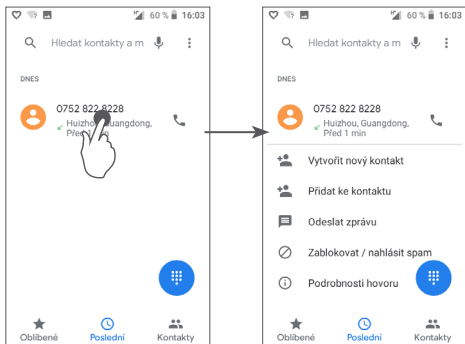 60 % 16:03
Hledat kontakty a m
DNES
0752 822 8228
Huizhou, Guangdong,
Před 1 min
Oblíbené Poslední Kontakty
60 % 16:03
Hledat kontakty a m
DNES
0752 822 8228
Huizhou, Guangdong,
Před 1 min
Vytvořit nový kontakt
Přidat ke kontaktu
Odeslat zprávu
Zablokovat / nahlásit spam
Podrobnosti hovoru
Oblíbené Poslední Kontakty